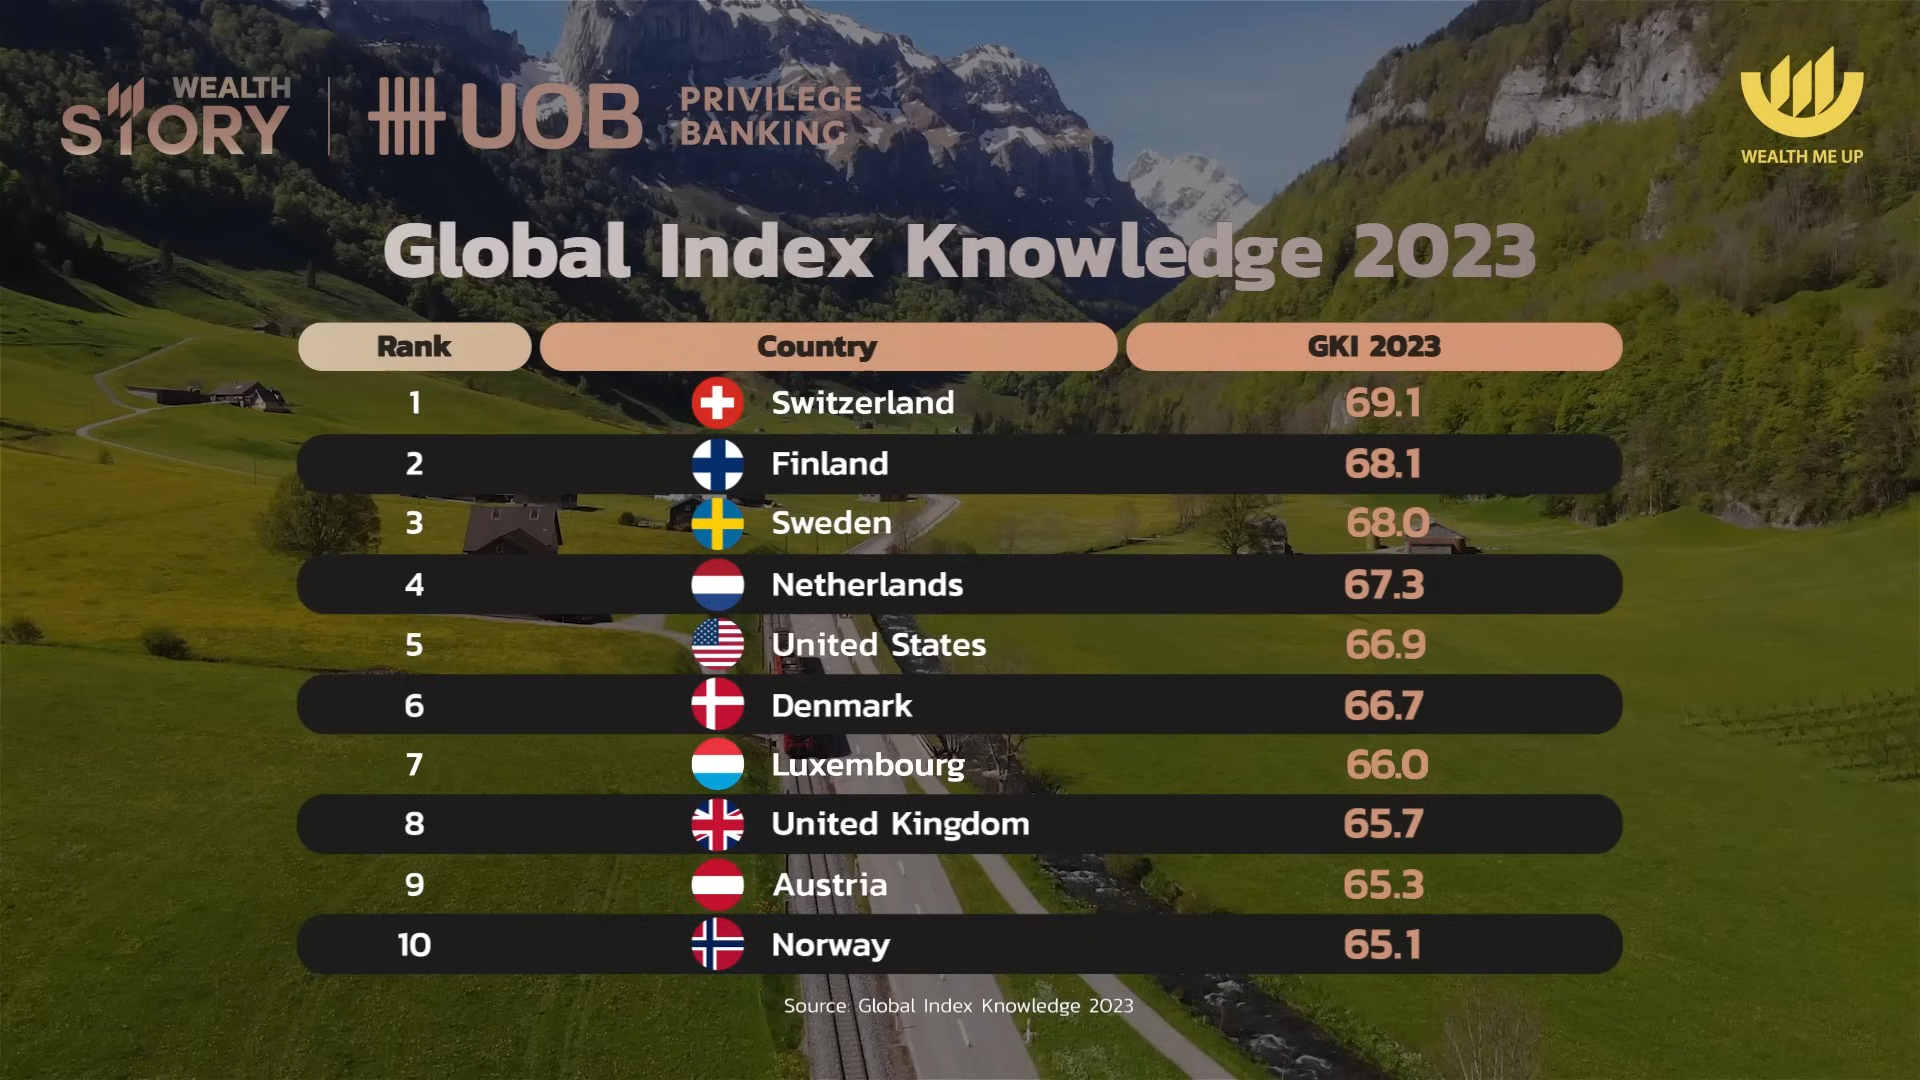 WEALTH
STORY
UOB
PRIVILEGE
BANKING
WEALTH ME UP
Global Index Knowledge 2023
Rank Country GKI 2023
1 Switzerland 69.1
2 Finland 68.1
3 Sweden 68.0
4 Netherlands 67.3
5 United States 66.9
6 Denmark 66.7
7 Luxembourg 66.0
8 United Kingdom 65.7
9 Austria 65.3
10 Norway 65.1
Source: Global Index Knowledge 2023